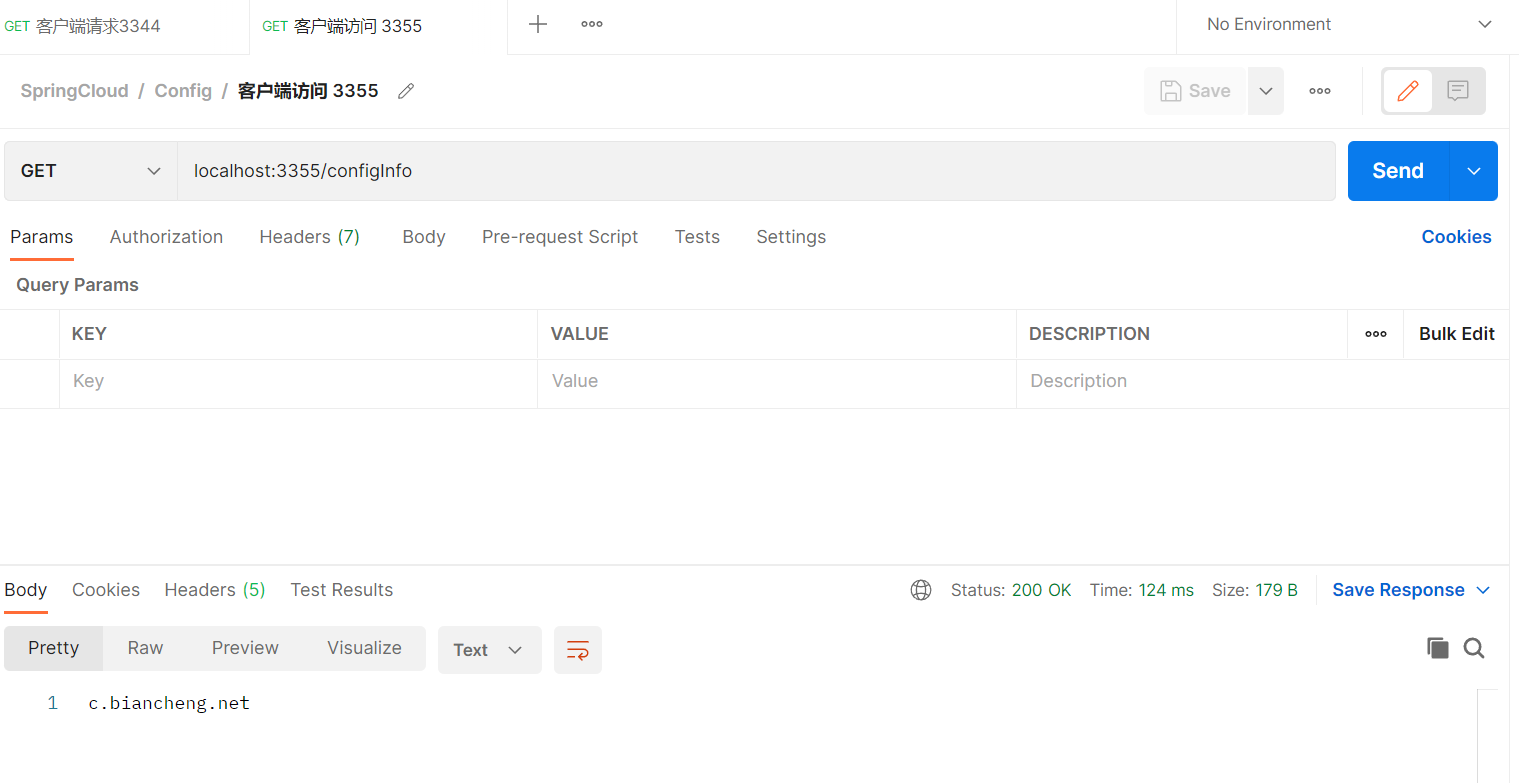 GET 客户端请求3344
GET 客户端访问 3355
No Environment
SpringCloud / Config / 客户端访问 3355
Save
GET
localhost:3355/configInfo
Send
Params Authorization Headers (7) Body Pre-request Script Tests Settings Cookies
Query Params
KEY VALUE DESCRIPTION Bulk Edit
Key Value Description
Body Cookies Headers (5) Test Results Status: 200 OK Time: 124 ms Size: 179 B Save Response
Pretty Raw Preview Visualize Text
1 c.biancheng.net